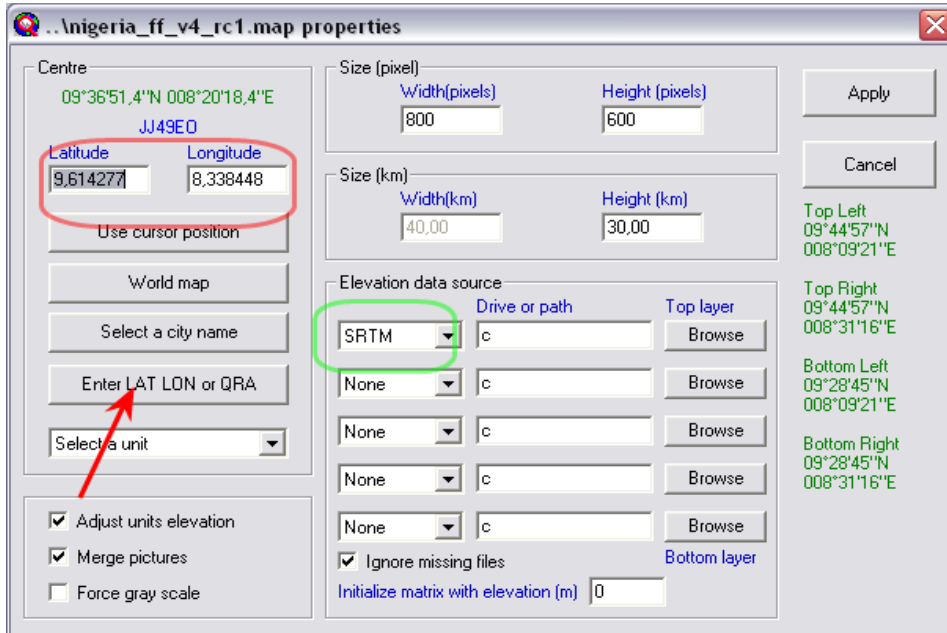 ..\nigeria_ff_v4_rc1.map properties
Centre
09°36'51,4''N 008°20'18,4''E
JJ49EO
Latitude Longitude
9,614277 8,338448
Use cursor position
World map
Select a city name
Enter LAT LON or QRA
Select a unit
Adjust units elevation
Merge pictures
Force gray scale
Size (pixel)
Width(pixels) Height (pixels)
800 600
Size (km)
Width(km) Height (km)
40,00 30,00
Elevation data source
Drive or path Top layer
SRTM c Browse
None c Browse
None c Browse
None c Browse
None c Browse
Ignore missing files Bottom layer
Initialize matrix with elevation (m) 0
Apply
Cancel
Top Left
09°44'57''N
008°09'21''E
Top Right
09°44'57''N
008°31'16''E
Bottom Left
09°28'45''N
008°09'21''E
Bottom Right
09°28'45''N
008°31'16''E